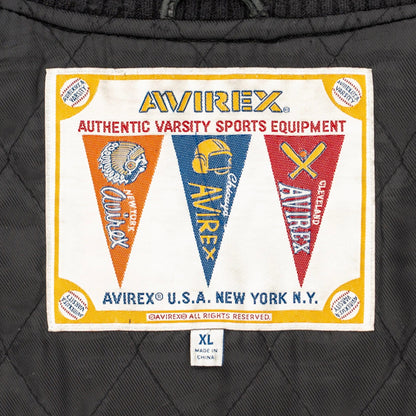 AVIREX®
AUTHENTIC VARSITY SPORTS EQUIPMENT
NEW YORK
Avirex
Chicago
AVIREX
CLEVELAND
AVIREX
AVIREX® U.S.A. NEW YORK N.Y.
©AVIREX® ALL RIGHTS RESERVED.
XL
MADE IN
CHINA